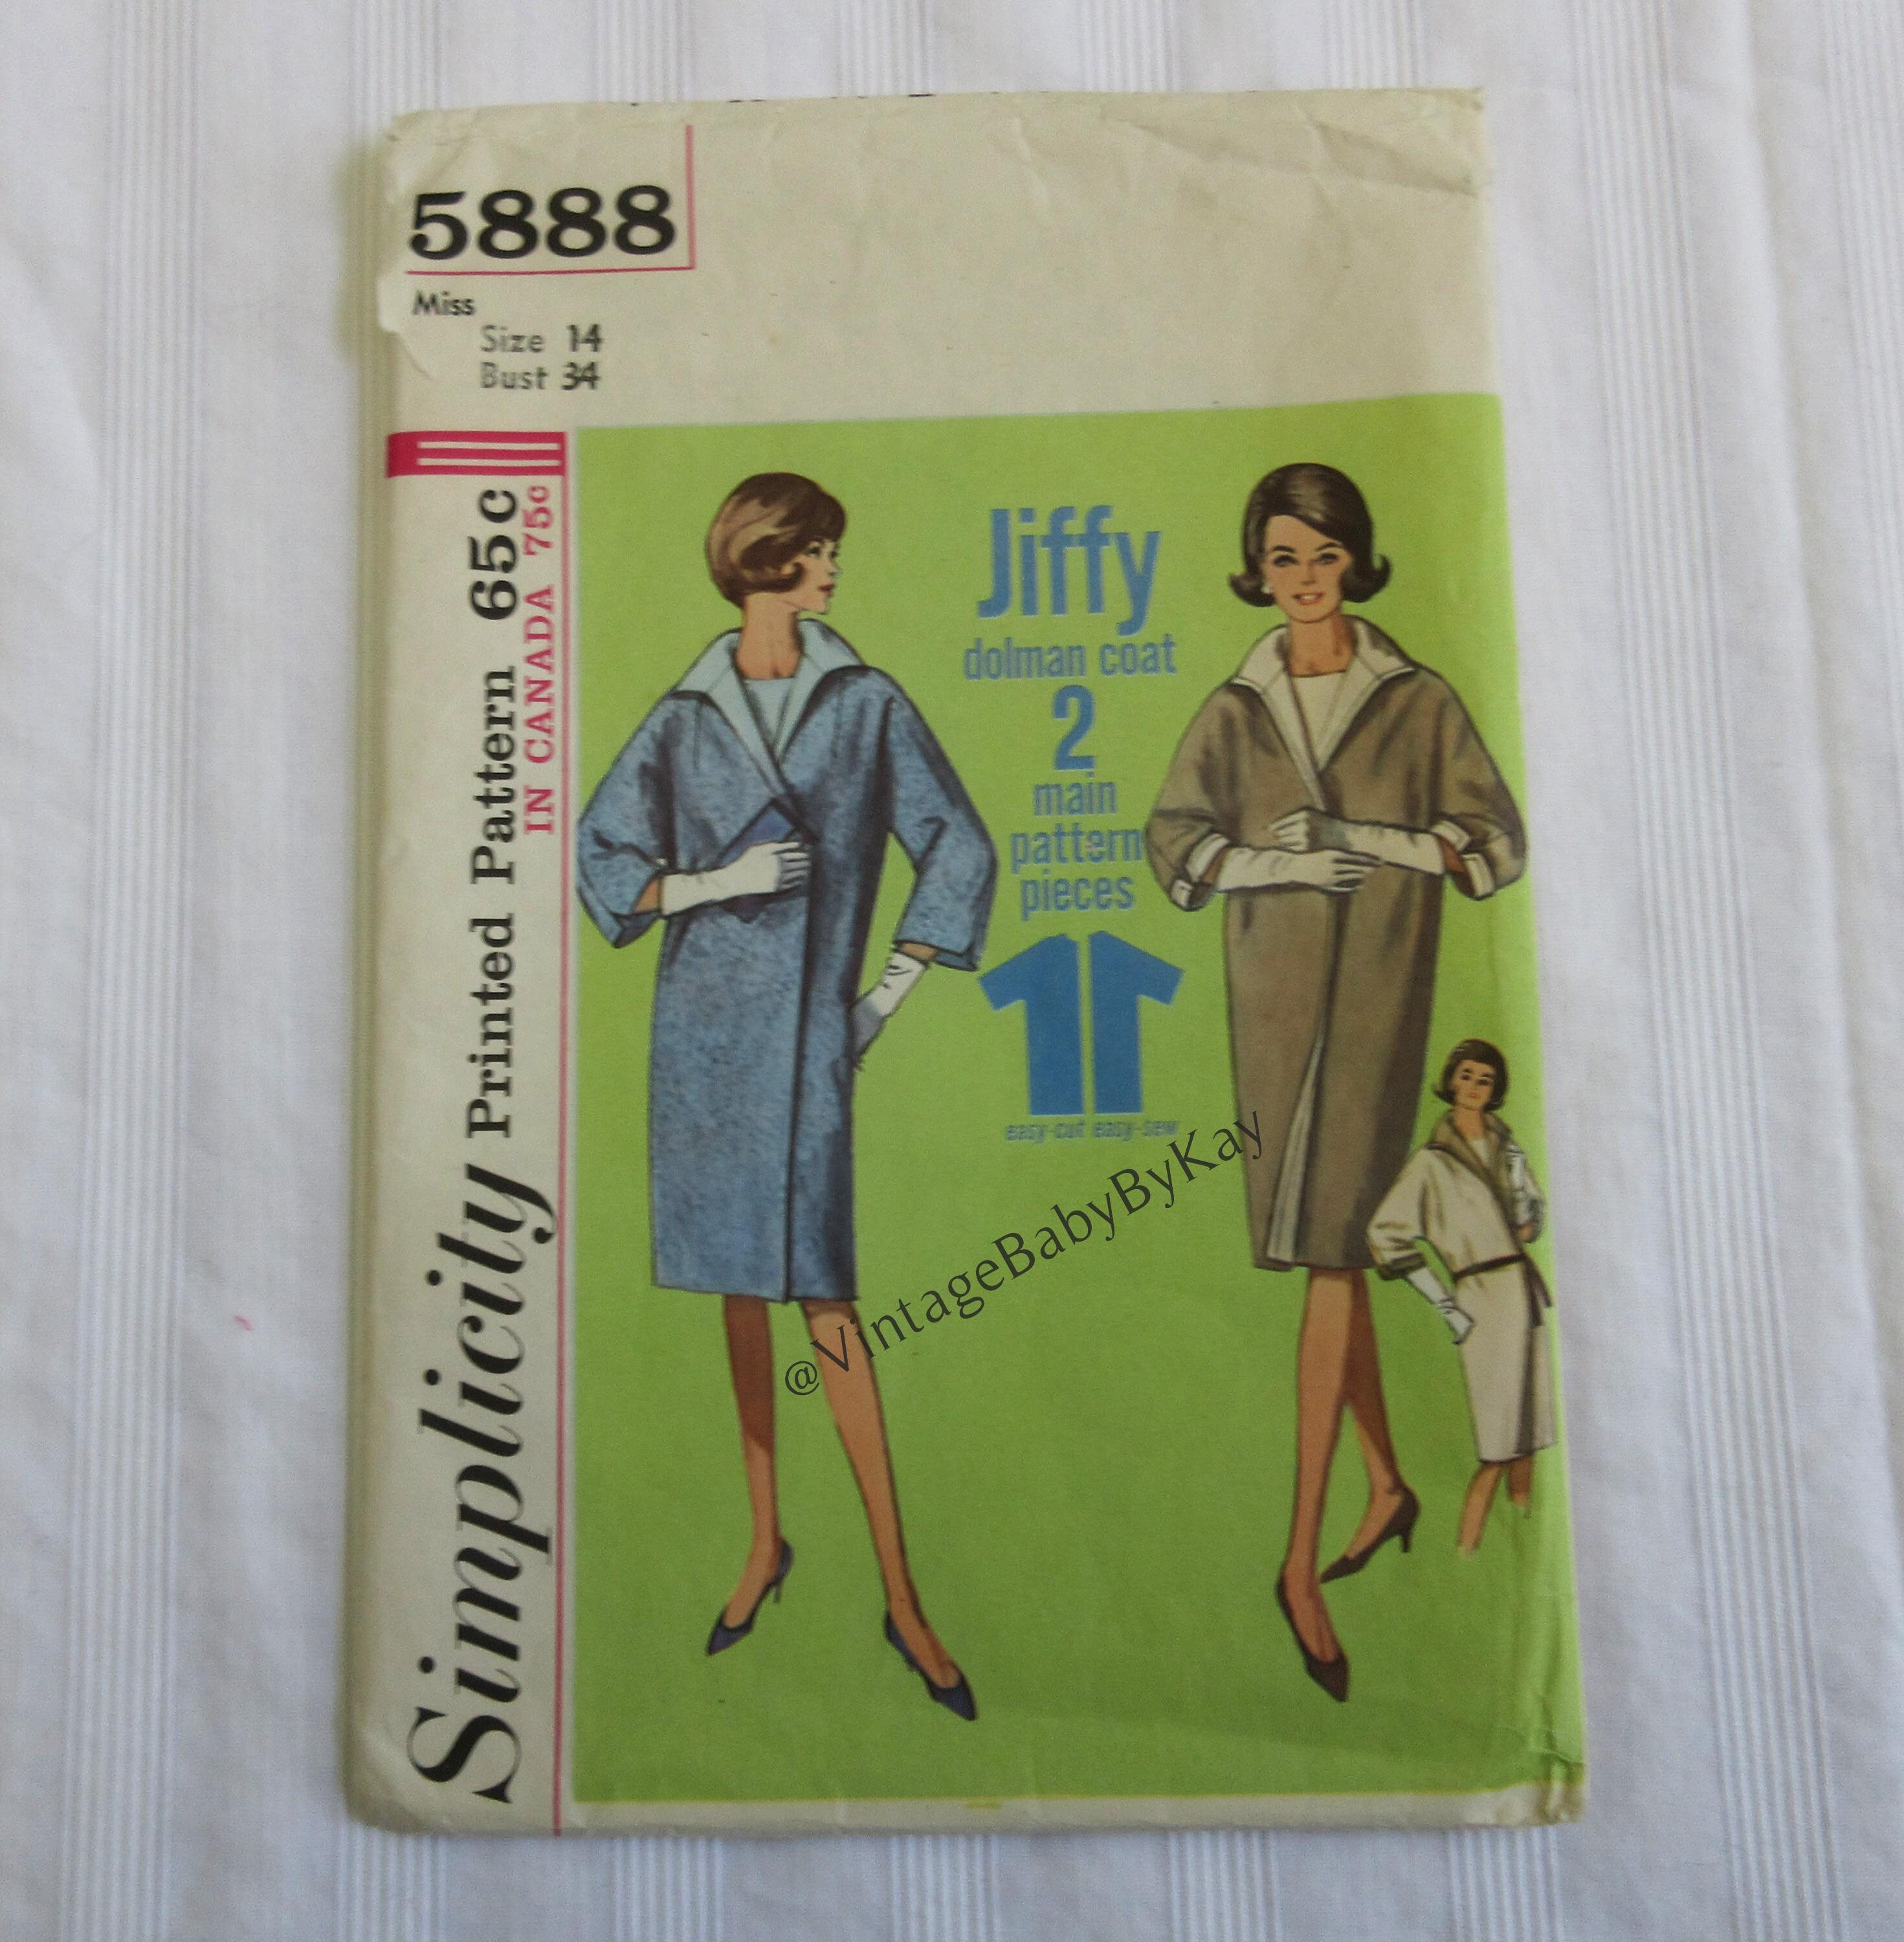 5888
Miss
Size 14
Bust 34
Simplicity Printed Pattern 65c
IN CANADA 75c
Jiffy
dolman coat
2
main
pattern
pieces
easy-cut easy-sew
@VintageBabyByKay